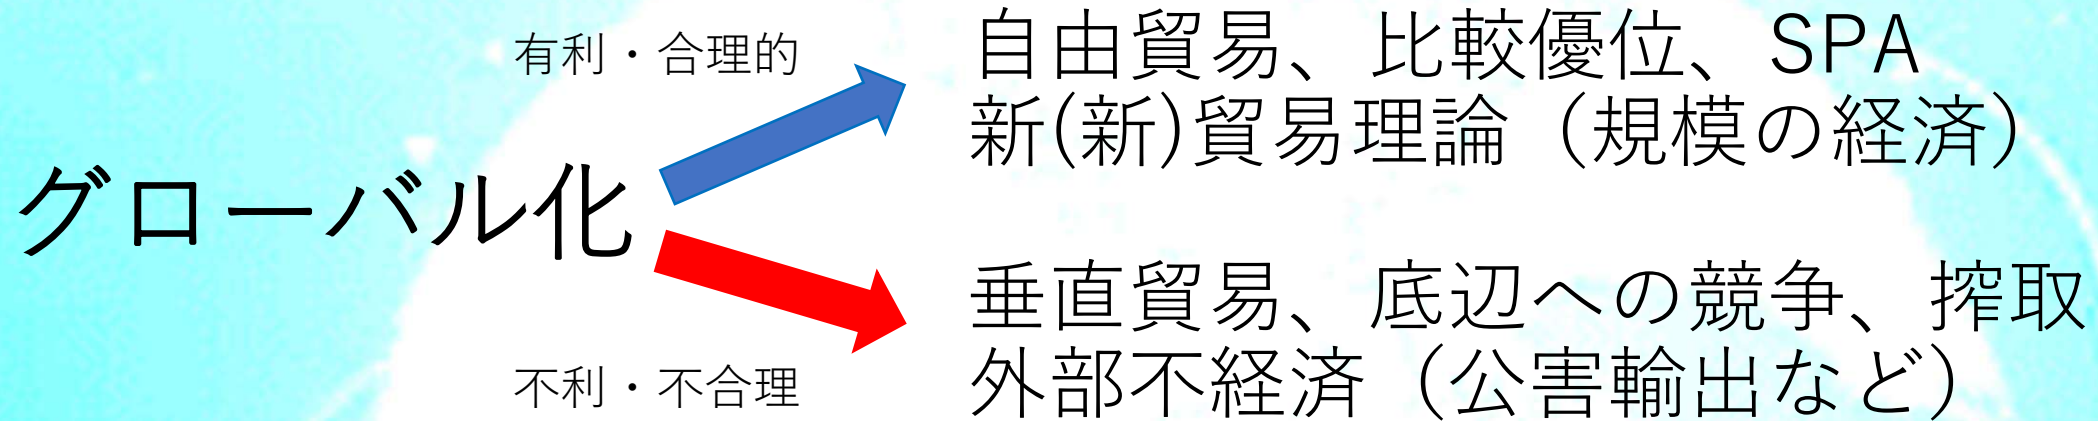 有利・合理的
自由貿易、比較優位、SPA
新(新)貿易理論（規模の経済）
グローバル化
垂直貿易、底辺への競争、搾取
外部不経済（公害輸出など）
不利・不合理